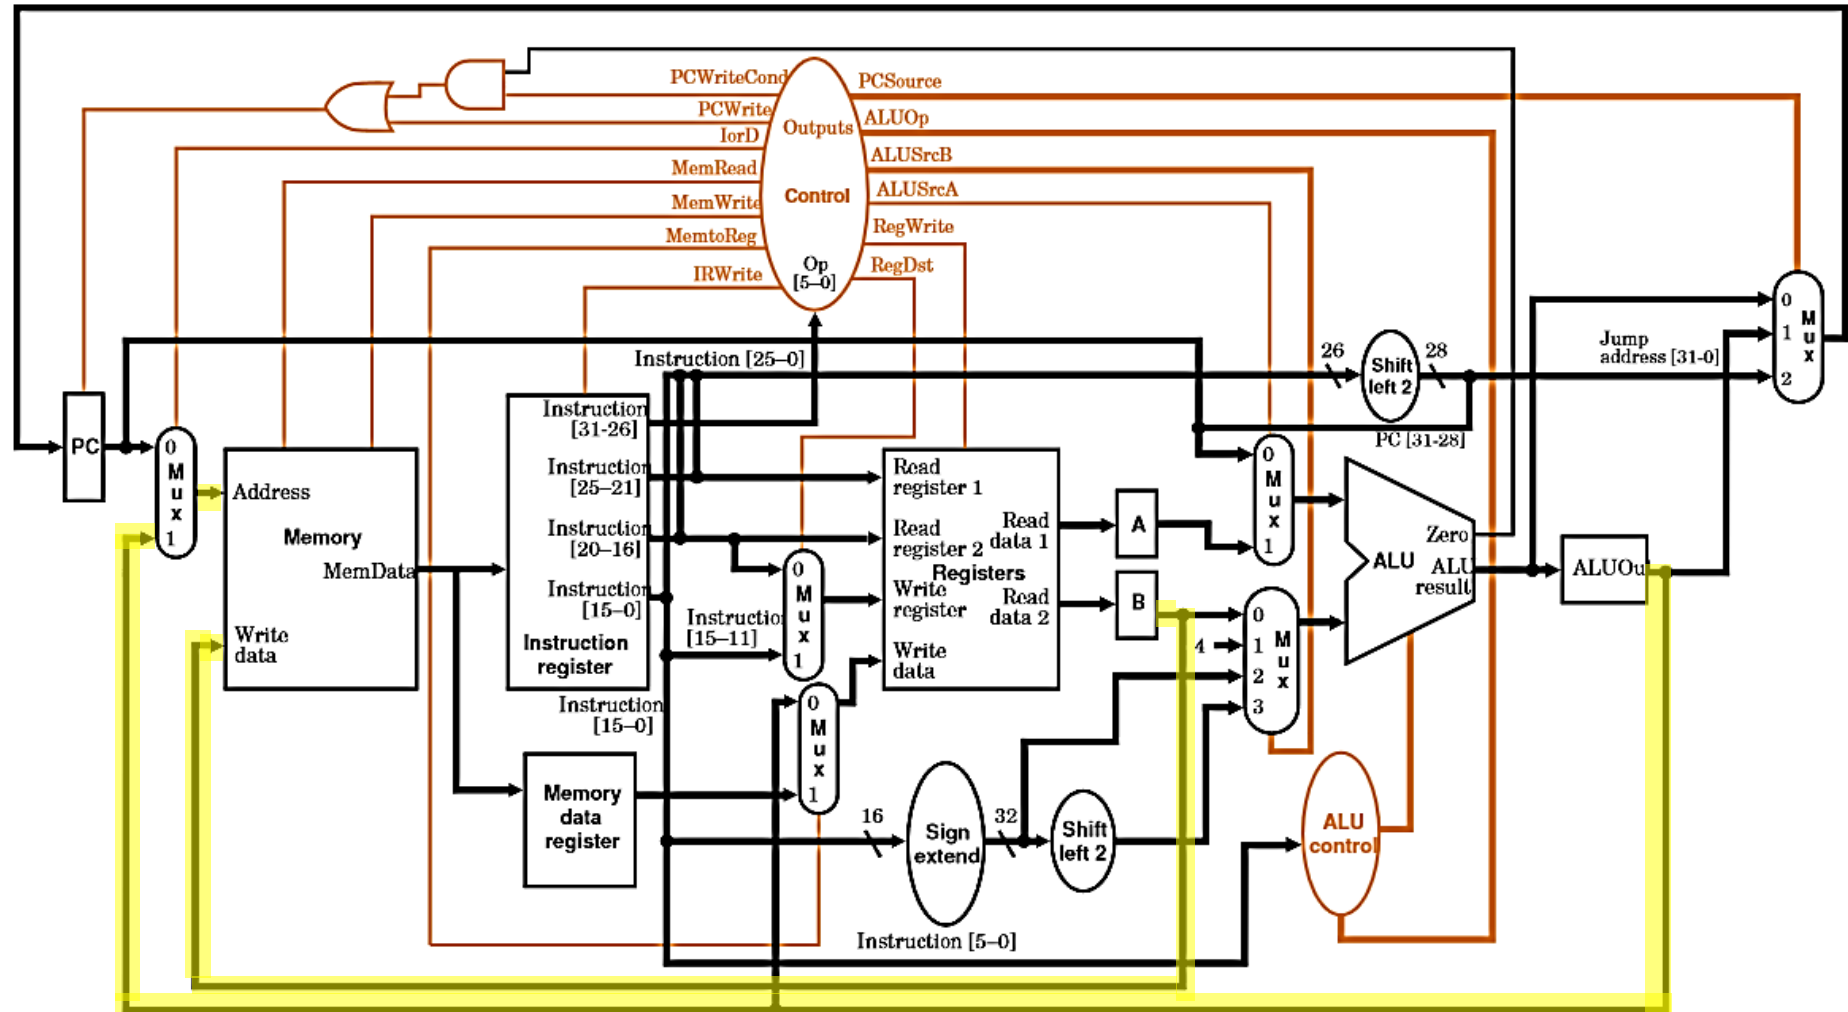 PCWriteCond
PCSource
PCWrite
ALUOp
Outputs
IorD
ALUSrcB
MemRead
ALUSrcA
Control
MemWrite
RegWrite
MemtoReg
Op
[5–0]
RegDst
IRWrite
0
M
u
x
1
2
Jump
address [31-0]
26
Shift
left 2
28
Instruction [25–0]
PC [31-28]
PC
0
M
u
x
1
Address
Memory
MemData
Write
data
Instruction
[31-26]
Instruction
[25–21]
Instruction
[20–16]
Instruction
[15–0]
Instruction
register
Instruction
[15–11]
Instruction
[15–0]
0
M
u
x
1
Read
register 1
Read
register 2
Registers
Write
register
Write
data
Read
data 1
Read
data 2
A
B
0
M
u
x
1
4
0
1
2
3
M
u
x
Zero
ALU
ALU
result
ALUOu
0
M
u
x
1
Memory
data
register
16
Sign
extend
32
Shift
left 2
ALU
control
Instruction [5–0]